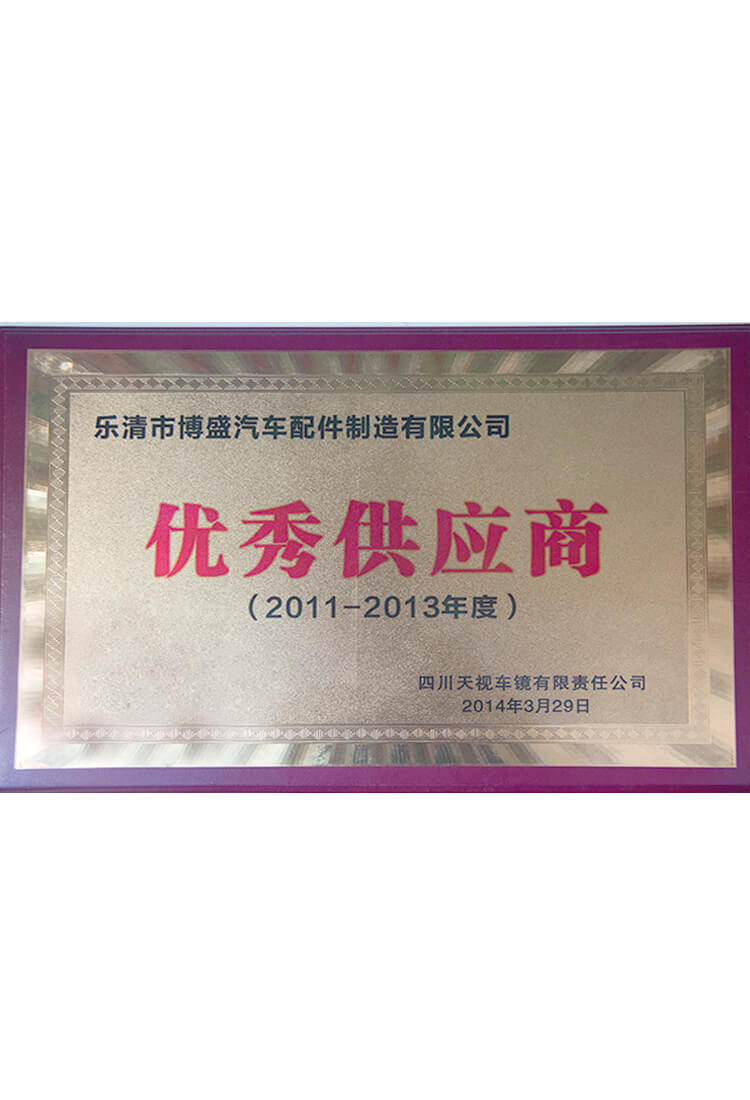 乐清市博盛汽车配件制造有限公司
优秀供应商
（2011-2013年度）
四川天视车镜有限责任公司
2014年3月29日